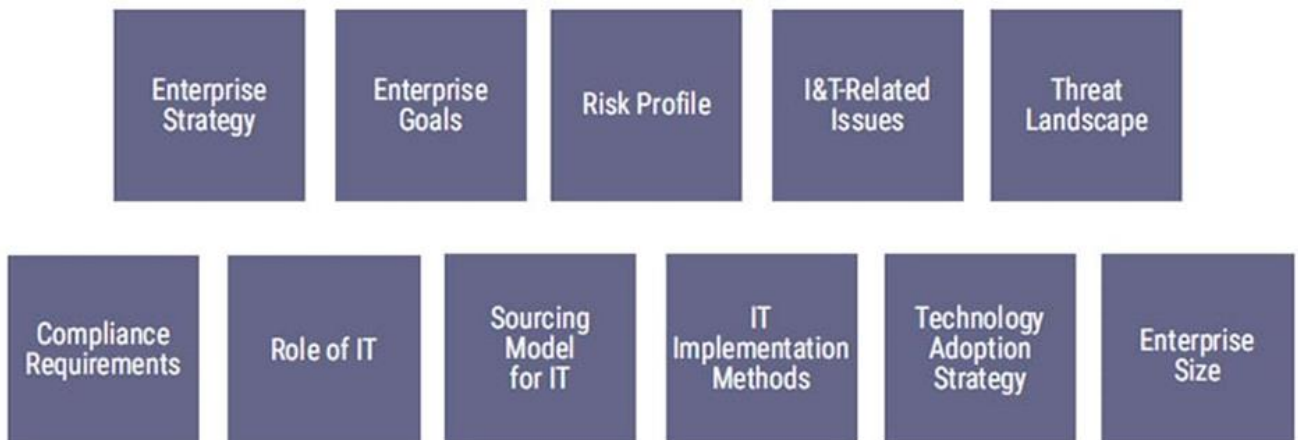 Enterprise
Strategy
Enterprise
Goals
Risk Profile
I&T-Related
Issues
Threat
Landscape
Compliance
Requirements
Role of IT
Sourcing
Model
for IT
IT
Implementation
Methods
Technology
Adoption
Strategy
Enterprise
Size